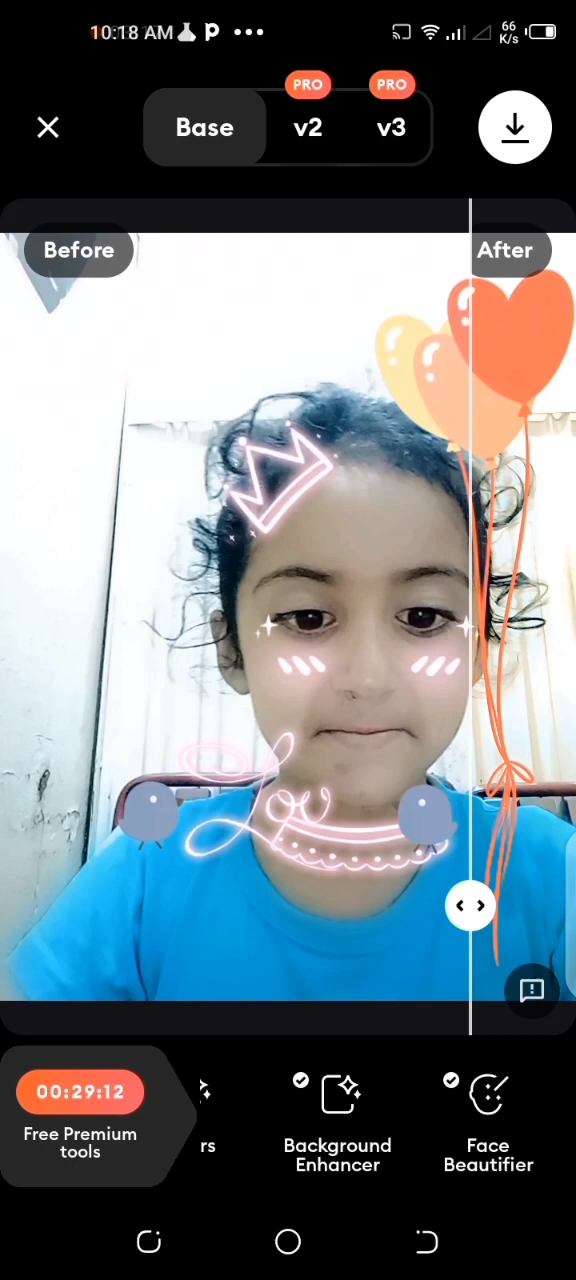 10:18 AM
66
K/s
PRO PRO
Base v2 v3
Before After
Lov
00:29:12
Free Premium
tools
rs
Background
Enhancer
Face
Beautifier